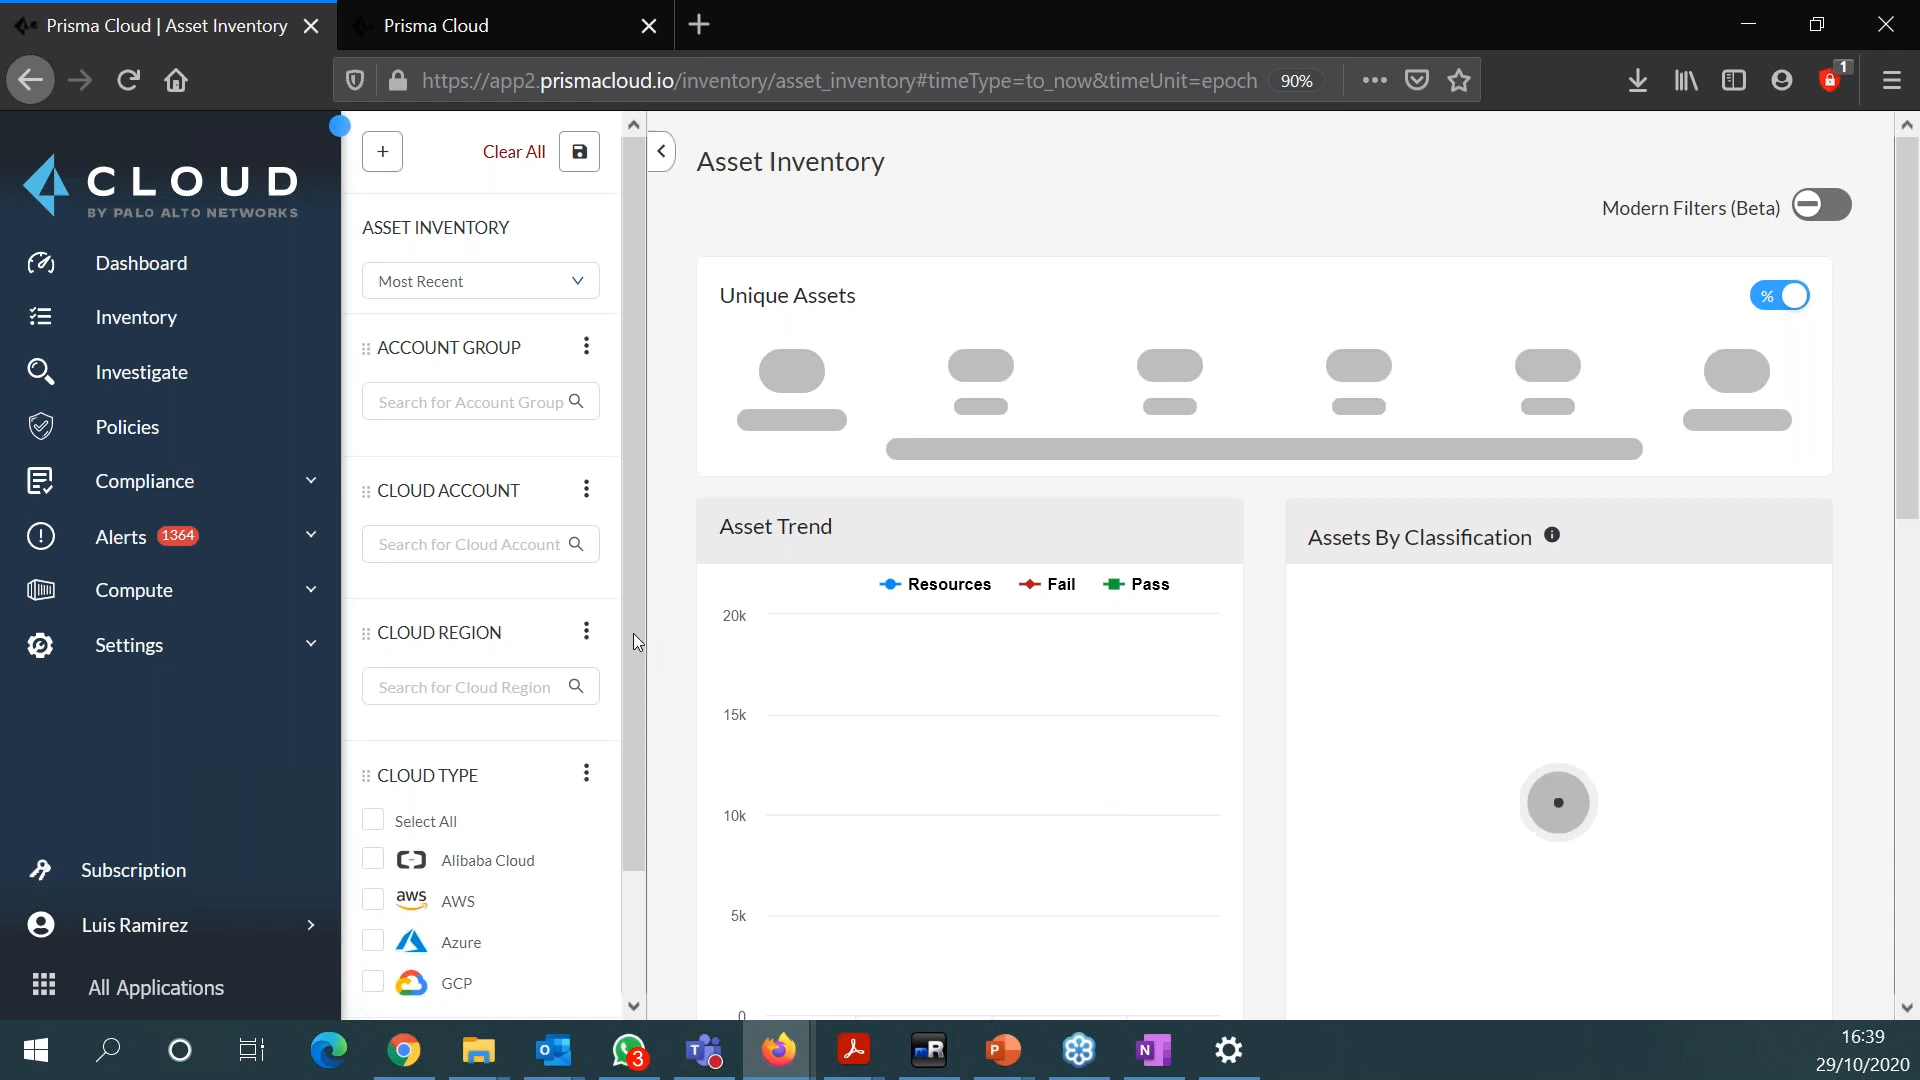 Prisma Cloud | Asset Inventory
Prisma Cloud
https://app2.prismacloud.io/inventory/asset_inventory#timeType=to_now&timeUnit=epoch
90%
1
CLOUD
BY PALO ALTO NETWORKS
Dashboard
Inventory
Investigate
Policies
Compliance
Alerts 1364
Compute
Settings
Subscription
Luis Ramirez
All Applications
+
Clear All
ASSET INVENTORY
Most Recent
ACCOUNT GROUP
Search for Account Group
CLOUD ACCOUNT
Search for Cloud Account
CLOUD REGION
Search for Cloud Region
CLOUD TYPE
Select All
Alibaba Cloud
aws AWS
Azure
GCP
Asset Inventory
Modern Filters (Beta)
Unique Assets
%
Asset Trend
Resources Fail Pass
20k
15k
10k
5k
0
Assets By Classification
3
16:39
29/10/2020